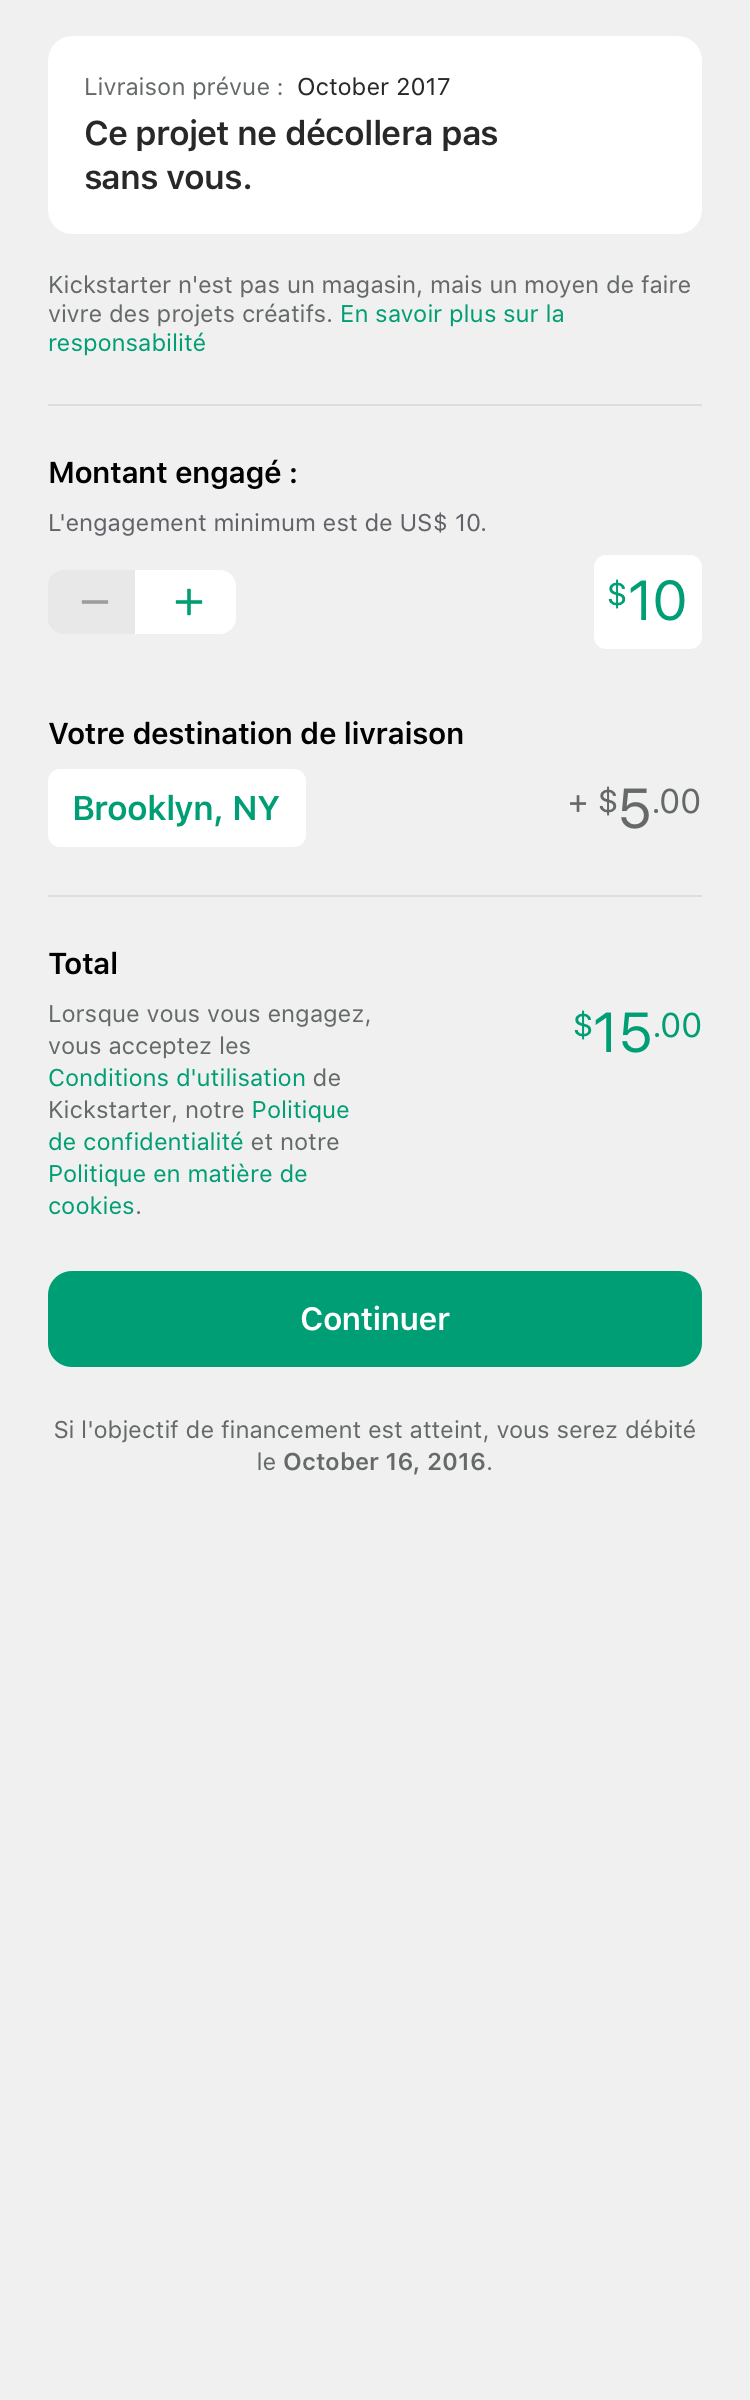 Livraison prévue : October 2017
Ce projet ne décollera pas
sans vous.
Kickstarter n'est pas un magasin, mais un moyen de faire
vivre des projets créatifs. En savoir plus sur la
responsabilité
Montant engagé :
L'engagement minimum est de US$ 10.
$10
Votre destination de livraison
Brooklyn, NY
+ $5.00
Total
Lorsque vous vous engagez,
vous acceptez les
Conditions d'utilisation de
Kickstarter, notre Politique
de confidentialité et notre
Politique en matière de
cookies.
$15.00
Continuer
Si l'objectif de financement est atteint, vous serez débité
le October 16, 2016.